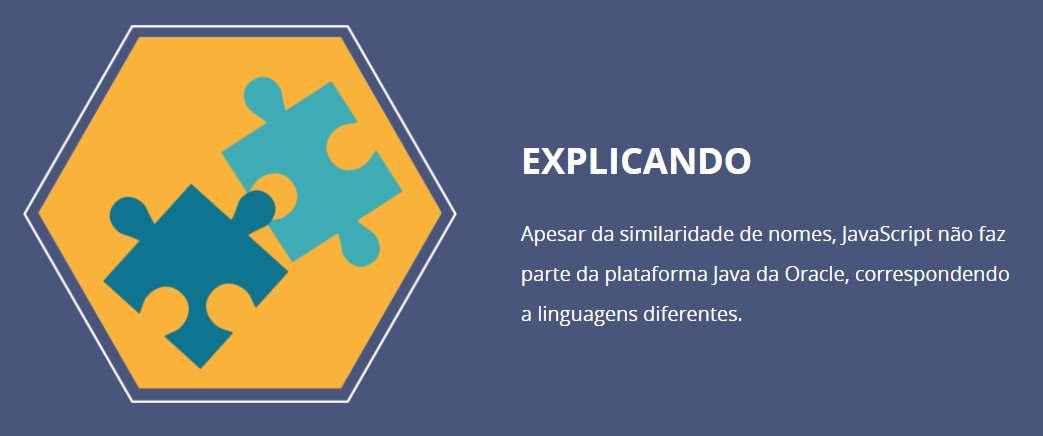 EXPLICANDO
Apesar da similaridade de nomes, JavaScript não faz
parte da plataforma Java da Oracle, correspondendo
a linguagens diferentes.